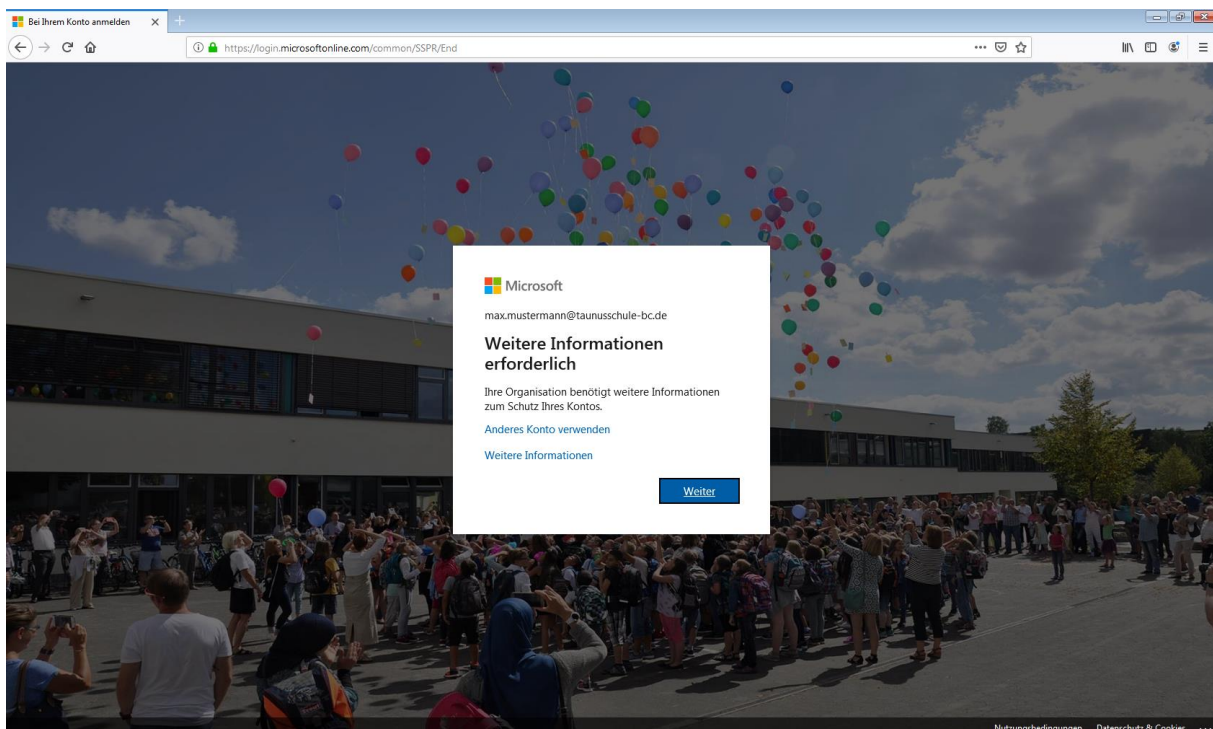 Bei Ihrem Konto anmelden
https://login.microsoftonline.com/common/SSPR/End
Microsoft
max.mustermann@taunusschule-bc.de
Weitere Informationen
erforderlich
Ihre Organisation benötigt weitere Informationen
zum Schutz Ihres Kontos.
Anderes Konto verwenden
Weitere Informationen
Weiter
Nutzungsbedingungen Datenschutz & Cookies